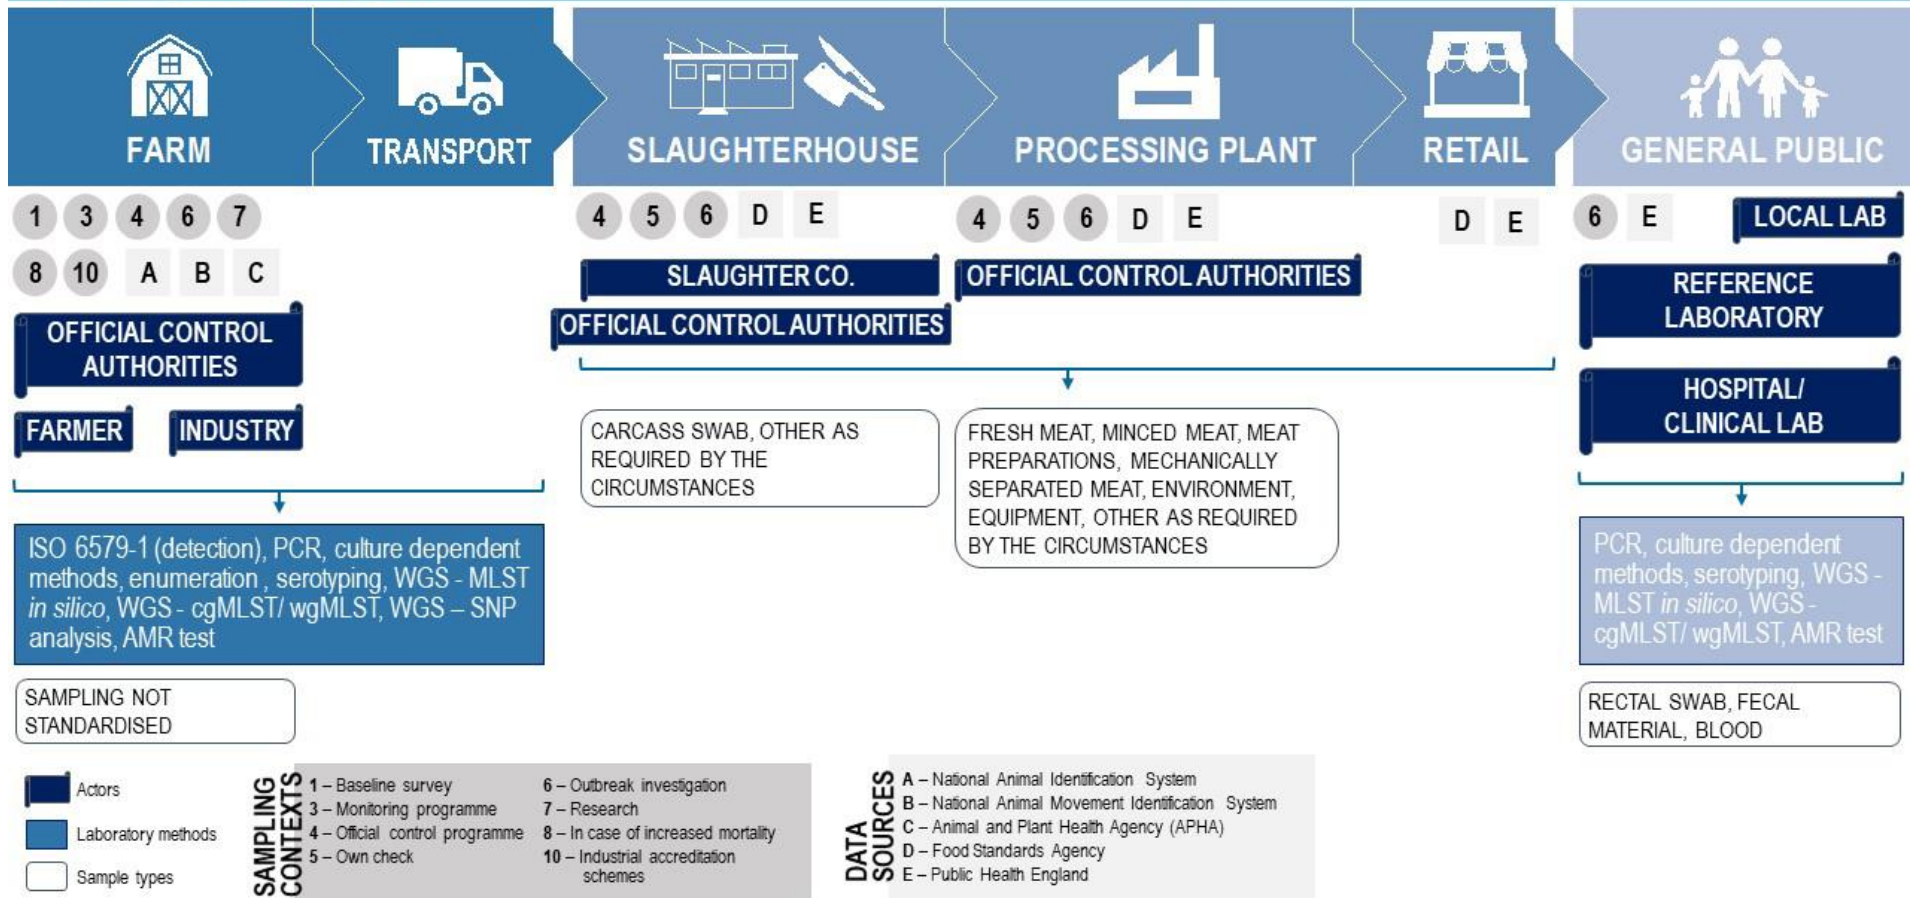 FARM
TRANSPORT
SLAUGHTERHOUSE
PROCESSING PLANT
RETAIL
GENERAL PUBLIC
1 3 4 6 7
8 10 A B C
OFFICIAL CONTROL
AUTHORITIES
FARMER
INDUSTRY
ISO 6579-1 (detection), PCR, culture dependent
methods, enumeration , serotyping, WGS - MLST
in silico, WGS - cgMLST/ wgMLST, WGS – SNP
analysis, AMR test
SAMPLING NOT
STANDARDISED
4 5 6 D E
SLAUGHTER CO.
OFFICIAL CONTROL AUTHORITIES
CARCASS SWAB, OTHER AS
REQUIRED BY THE
CIRCUMSTANCES
4 5 6 D E
OFFICIAL CONTROL AUTHORITIES
FRESH MEAT, MINCED MEAT, MEAT
PREPARATIONS, MECHANICALLY
SEPARATED MEAT, ENVIRONMENT,
EQUIPMENT, OTHER AS REQUIRED
BY THE CIRCUMSTANCES
D E
6 E
LOCAL LAB
REFERENCE
LABORATORY
HOSPITAL/
CLINICAL LAB
PCR, culture dependent
methods, serotyping, WGS -
MLST in silico, WGS -
cgMLST/ wgMLST, AMR test
RECTAL SWAB, FECAL
MATERIAL, BLOOD
Actors
Laboratory methods
Sample types
SAMPLING
CONTEXTS
1 – Baseline survey
3 – Monitoring programme
4 – Official control programme
5 – Own check
6 – Outbreak investigation
7 – Research
8 – In case of increased mortality
10 – Industrial accreditation
schemes
DATA
SOURCES
A – National Animal Identification System
B – National Animal Movement Identification System
C – Animal and Plant Health Agency (APHA)
D – Food Standards Agency
E – Public Health England